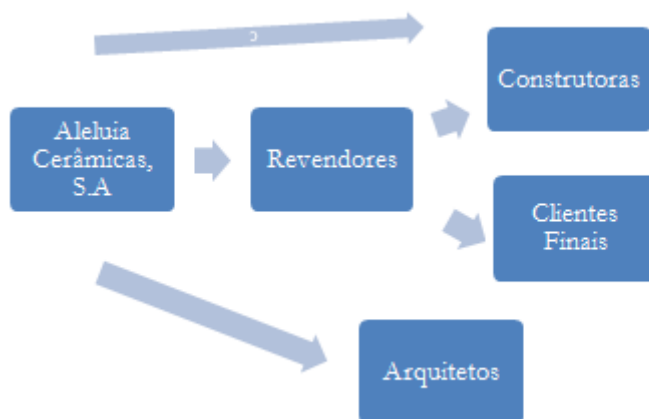 Construtoras
Aleluia
Cerâmicas,
S.A
Revendores
Clientes
Finais
Arquitetos